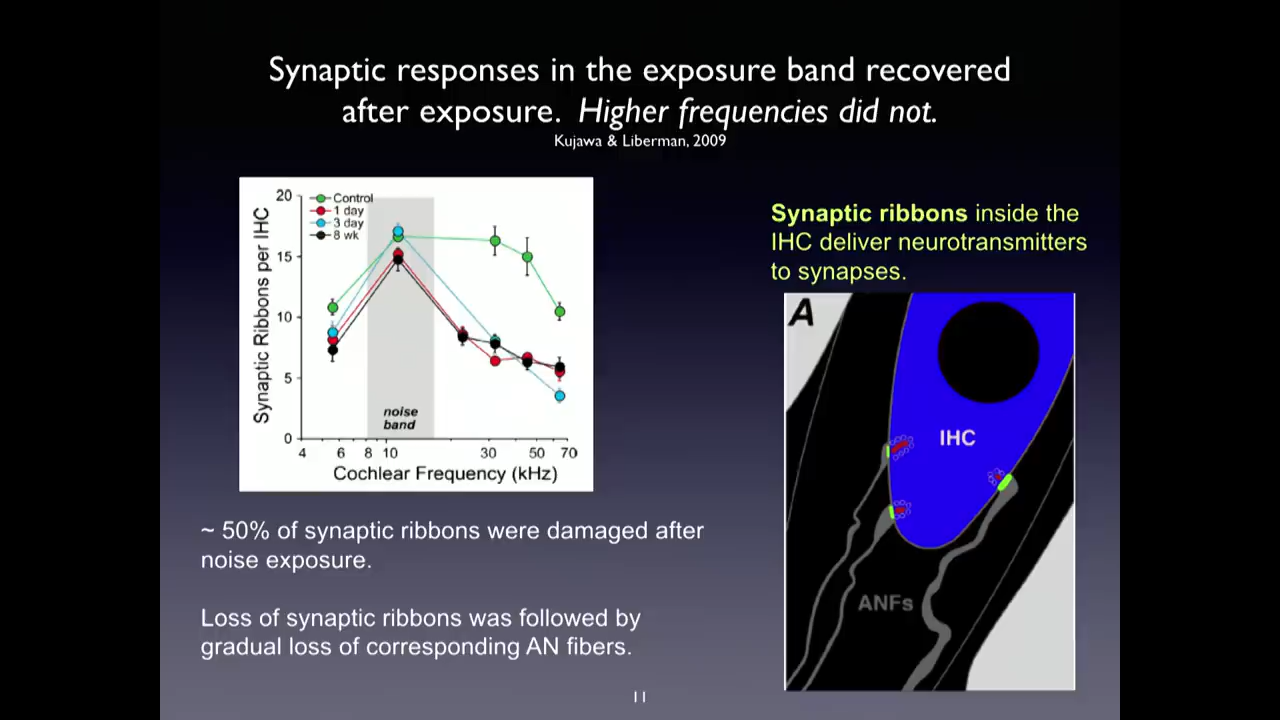 Synaptic responses in the exposure band recovered
after exposure. Higher frequencies did not.
Kujawa & Liberman, 2009
Synaptic Ribbons per IHC
20
15
10
5
0
Control
1 day
3 day
8 wk
noise
band
4 6 8 10 30 50 70
Cochlear Frequency (kHz)
~ 50% of synaptic ribbons were damaged after
noise exposure.
Loss of synaptic ribbons was followed by
gradual loss of corresponding AN fibers.
Synaptic ribbons inside the
IHC deliver neurotransmitters
to synapses.
A
IHC
ANFs
11